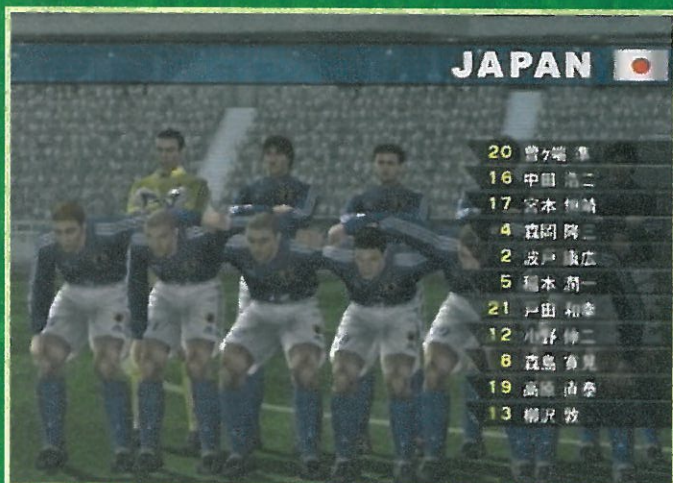 JAPAN
20 曽ケ端 準
16 中田 浩二
17 宮本 恒靖
4 森岡 隆三
2 波戸 康広
5 稲本 潤一
21 戸田 和幸
12 小野 伸二
8 森島 寛晃
19 高原 直泰
13 柳沢 敦